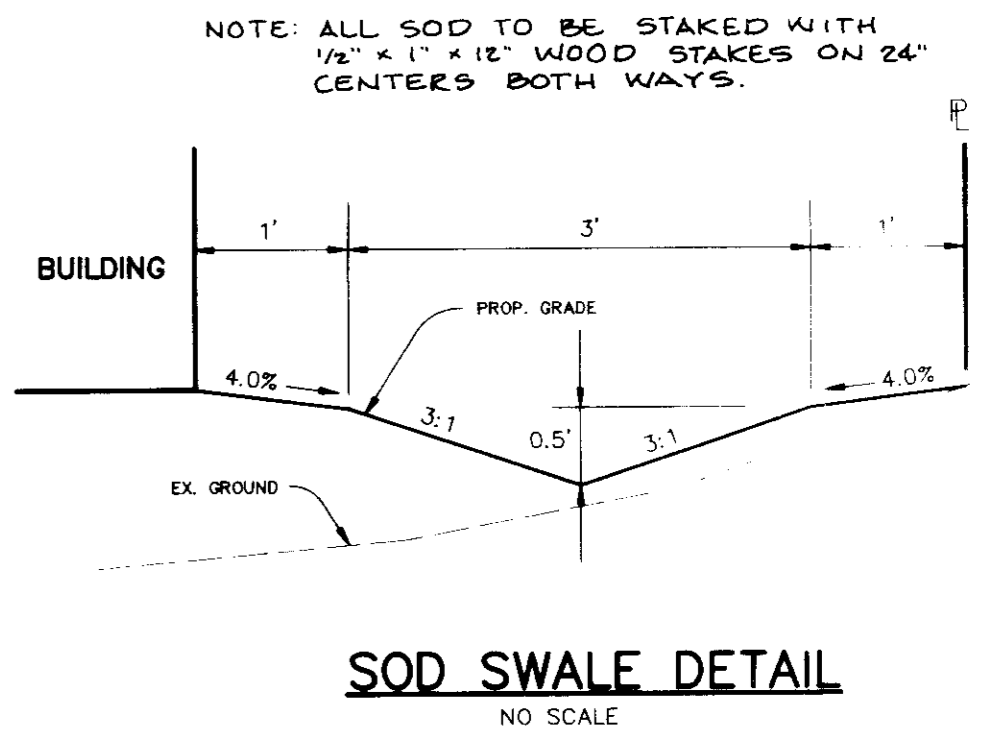 NOTE: ALL SOD TO BE STAKED WITH
1/2" x 1" x 12" WOOD STAKES ON 24"
CENTERS BOTH WAYS.
PL
1'
3'
1'
BUILDING
PROP. GRADE
4.0%
4.0%
3:1
0.5'
3:1
EX. GROUND
SOD SWALE DETAIL
NO SCALE